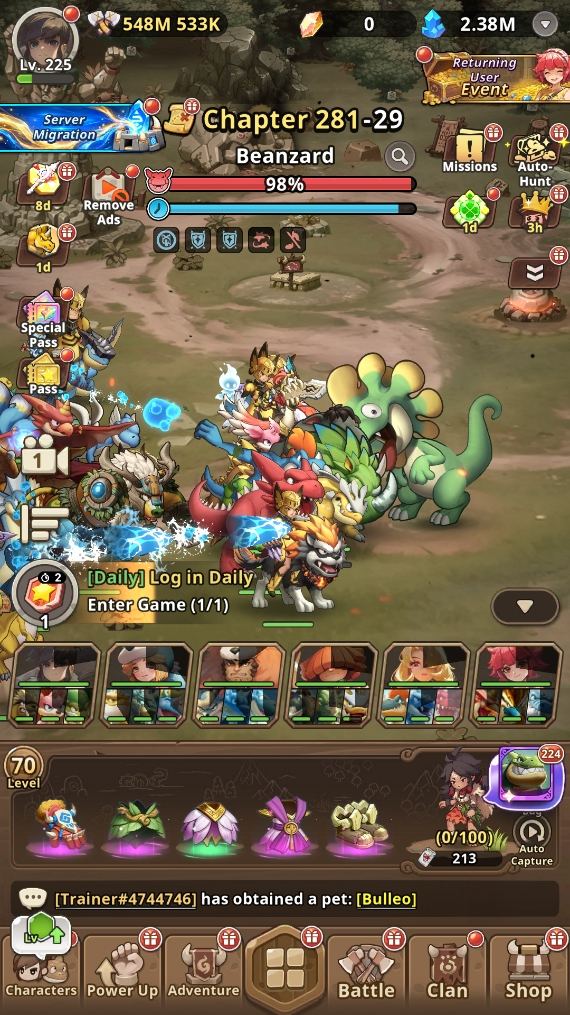 548M 533K
0
2.38M
Lv. 225
Returning
User
Event
Server
Migration
Chapter 281-29
Beanzard
98%
Missions
Auto-
Hunt
8d
Remove
Ads
1d
3h
1d
Special
Pass
Pass
1
2
[Daily] Log in Daily
Enter Game (1/1)
1
70
Level
224
(0/100)
213
Auto
Capture
[Trainer#4744746] has obtained a pet: [Bulleo]
Lv
Characters
Power Up
Adventure
Battle
Clan
Shop